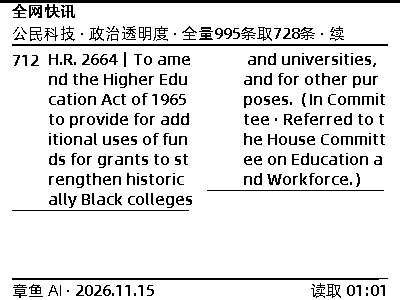 全网快讯
公民科技 · 政治透明度 · 全量995条取728条 · 续
712 H.R. 2664 | To ame
nd the Higher Edu
cation Act of 1965
to provide for add
itional uses of fun
ds for grants to st
rengthen historic
ally Black colleges
and universities,
and for other pur
poses. (In Commit
tee · Referred to t
he House Committ
ee on Education a
nd Workforce.)
章鱼 AI · 2026.11.15
读取 01:01